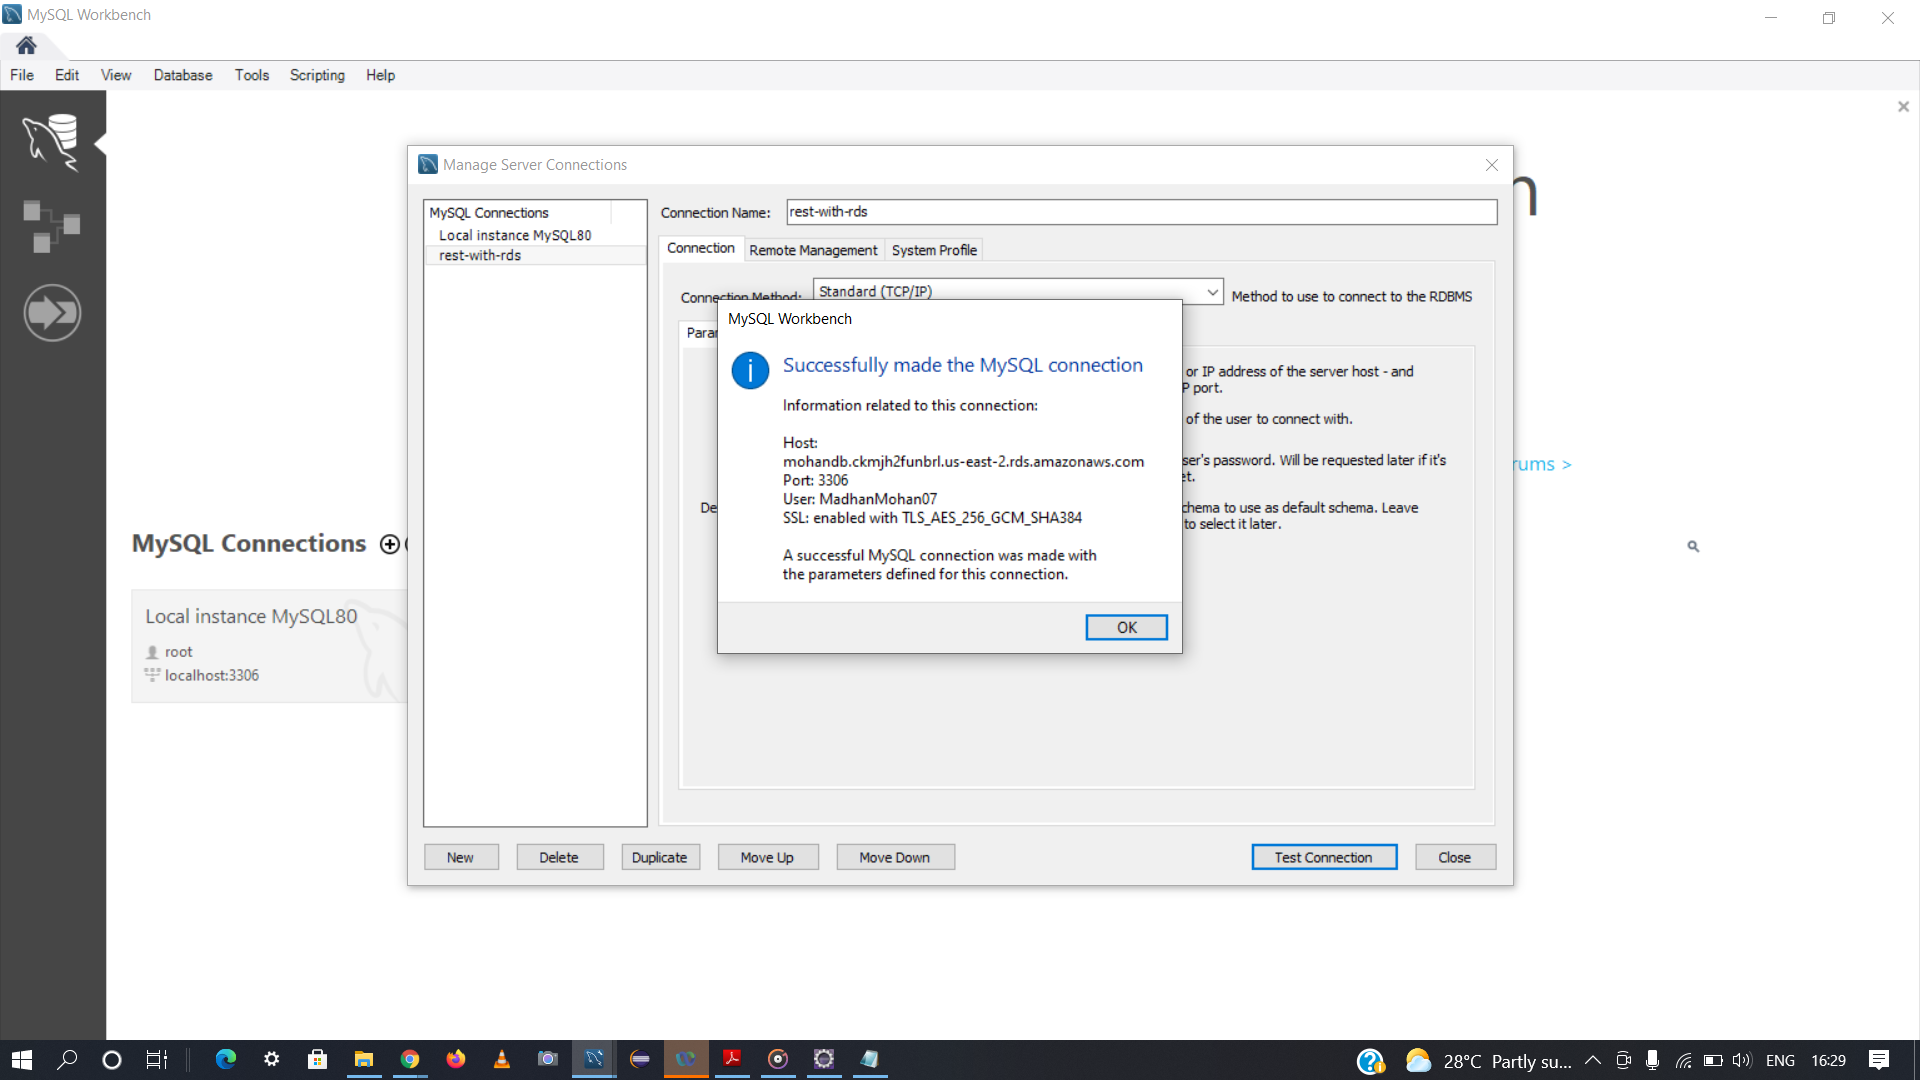 MySQL Workbench
File Edit View Database Tools Scripting Help
Manage Server Connections
MySQL Connections
Local instance MySQL80
rest-with-rds
Connection Name: rest-with-rds
Connection Remote Management System Profile
Connection Method: Standard (TCP/IP) Method to use to connect to the RDBMS
MySQL Workbench
Successfully made the MySQL connection
Information related to this connection:
Host:
mohandb.ckmjh2funbrl.us-east-2.rds.amazonaws.com
Port: 3306
User: MadhanMohan07
SSL: enabled with TLS_AES_256_GCM_SHA384
A successful MySQL connection was made with
the parameters defined for this connection.
OK
or IP address of the server host - and
P port.
of the user to connect with.
ser's password. Will be requested later if it's
et.
chema to use as default schema. Leave
to select it later.
rums >
MySQL Connections
Local instance MySQL80
root
localhost:3306
New Delete Duplicate Move Up Move Down Test Connection Close
28°C Partly su... ENG 16:29